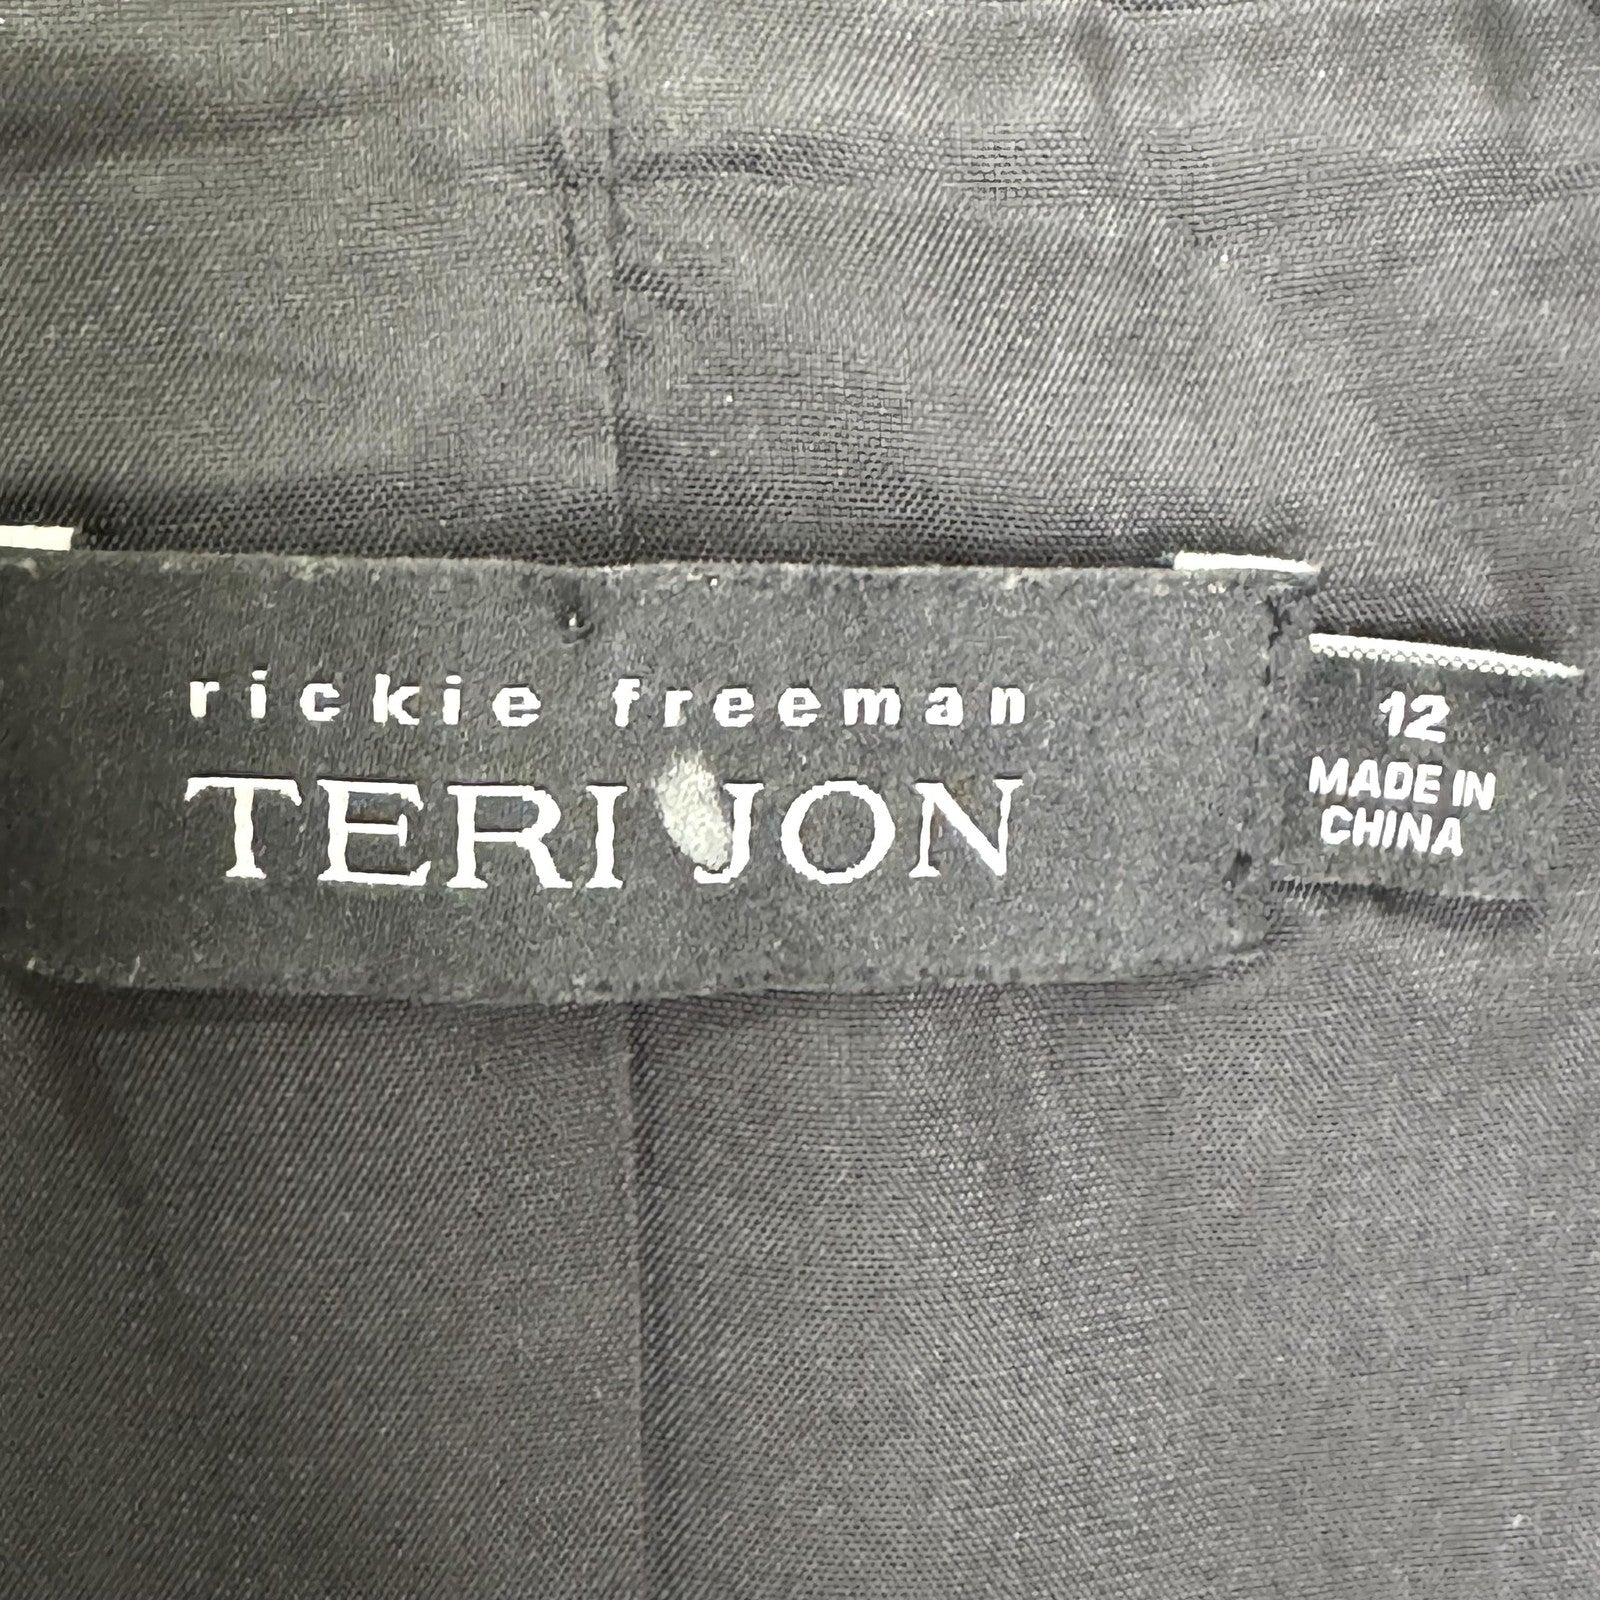 rickie freeman
TERI JON
12
MADE IN
CHINA